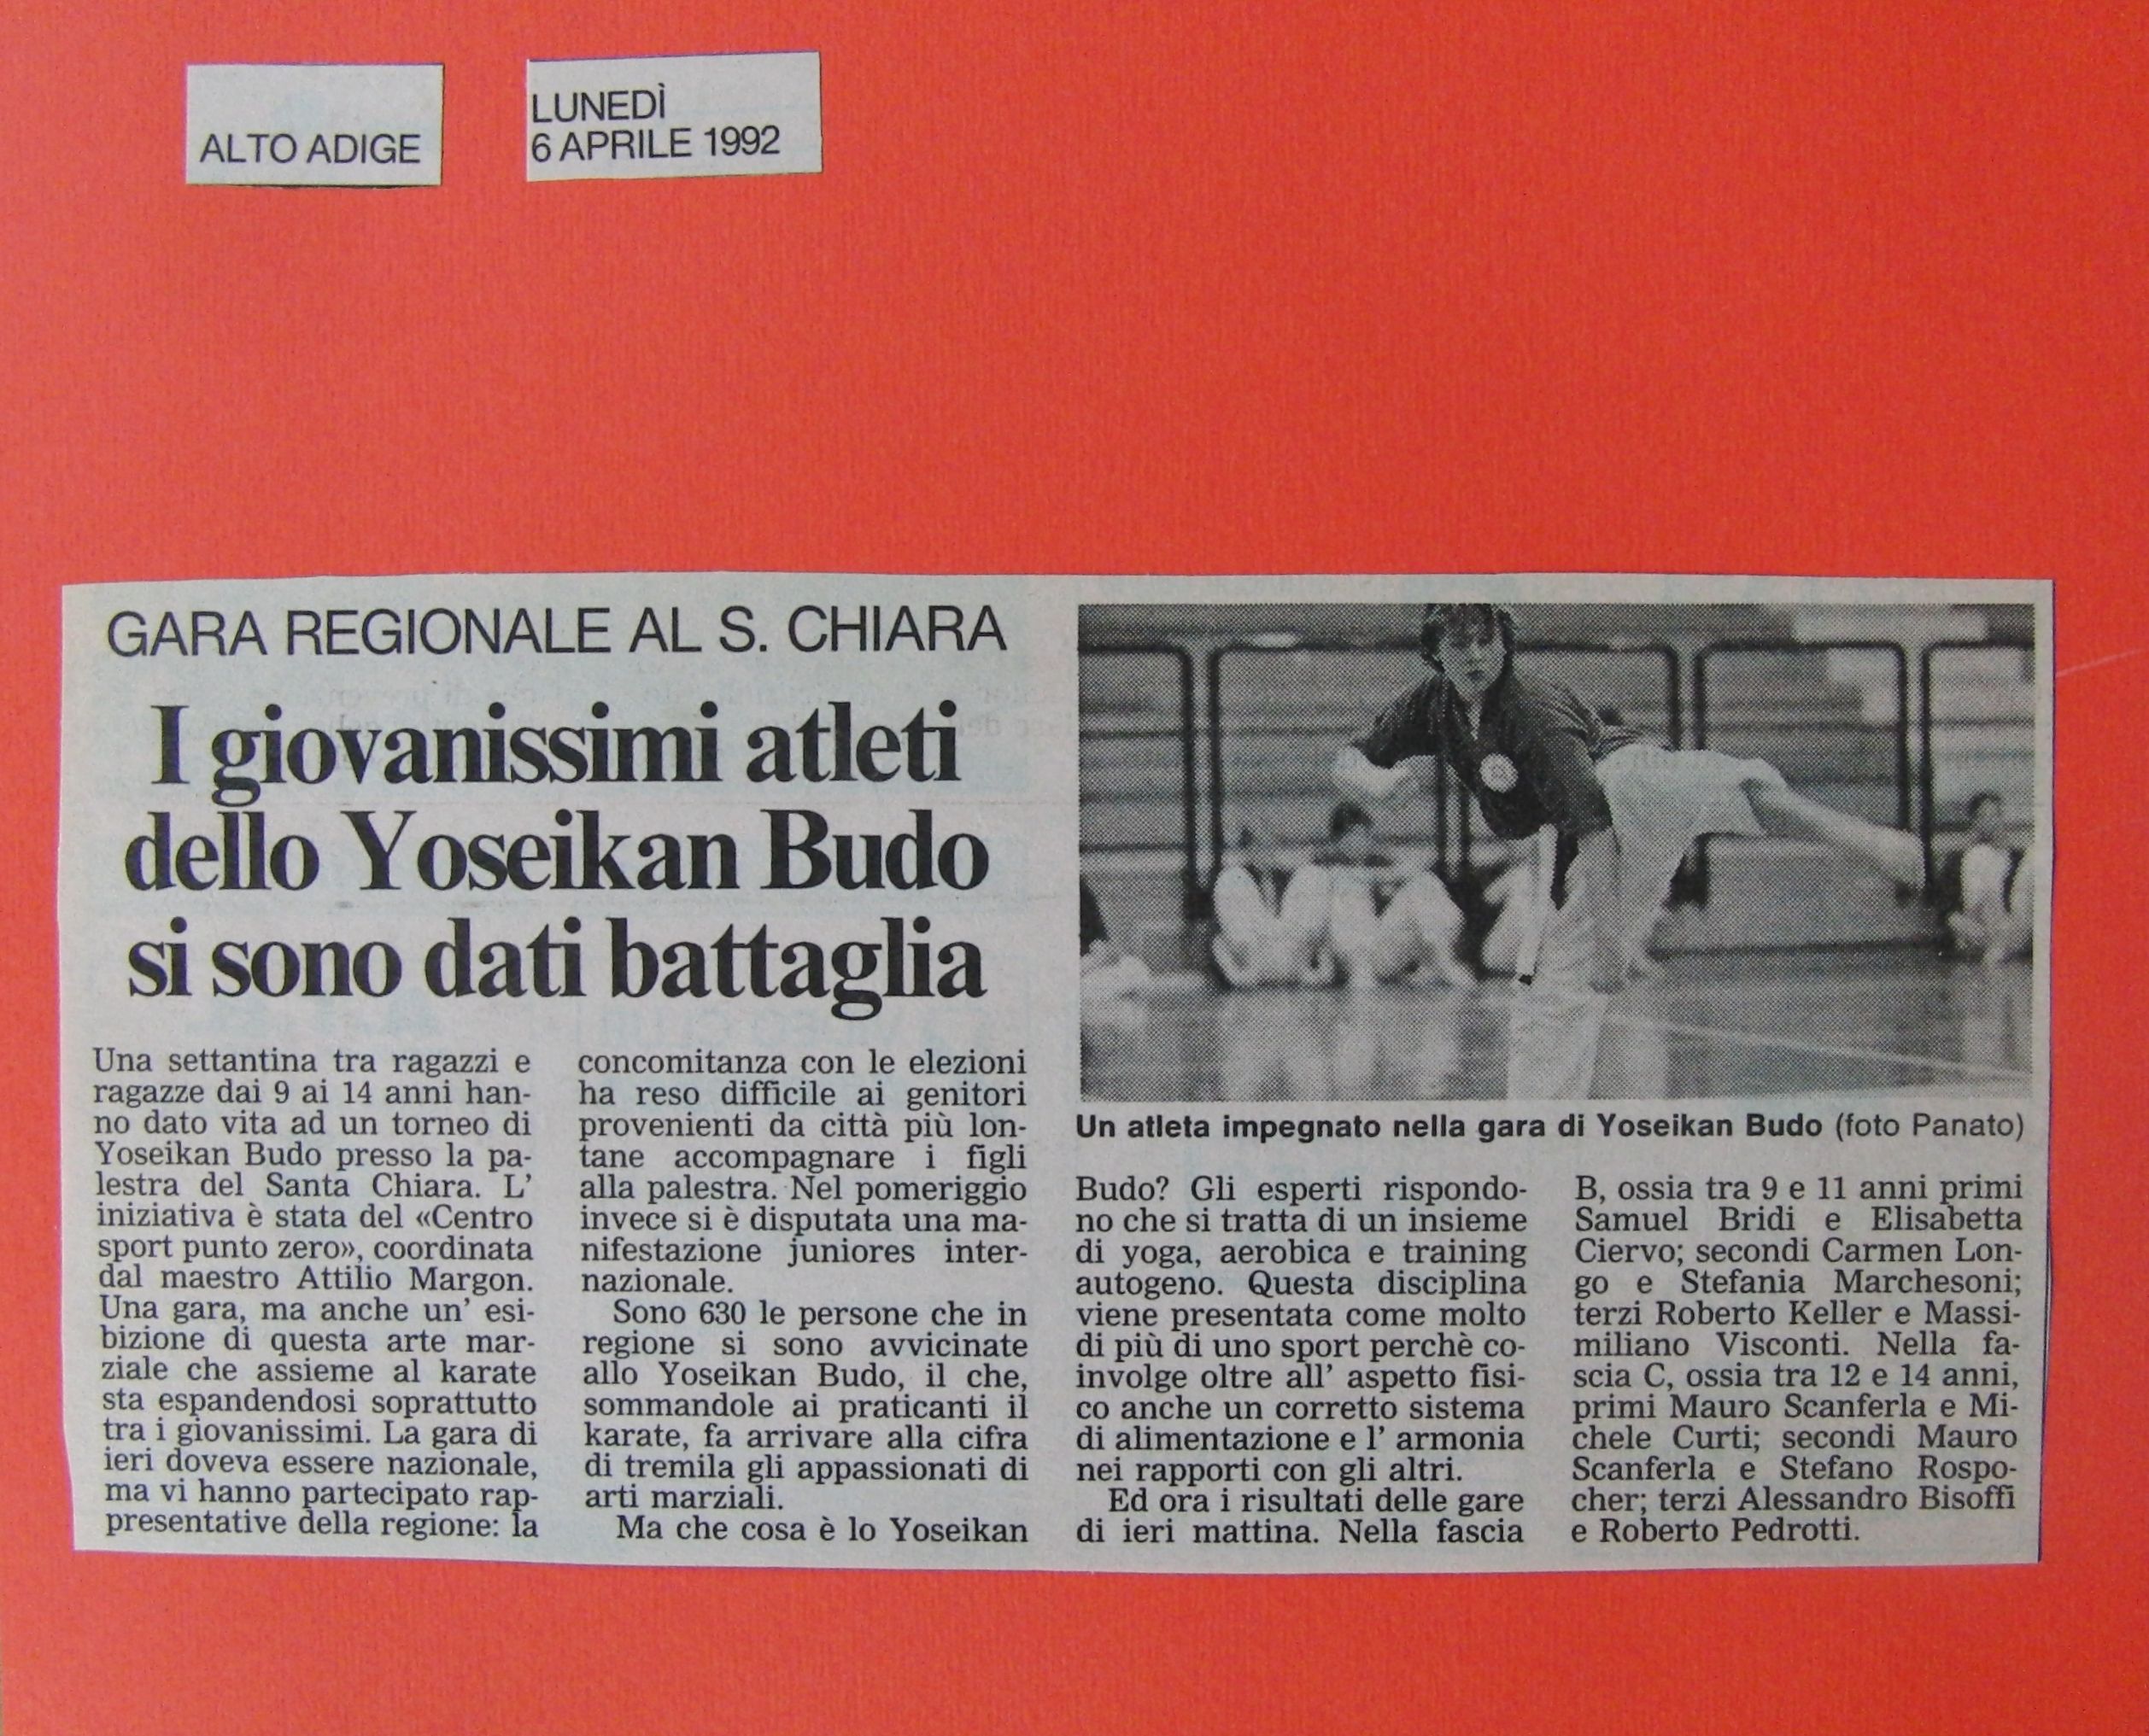 ALTO ADIGE
LUNEDÌ
6 APRILE 1992
GARA REGIONALE AL S. CHIARA
I giovanissimi atleti
dello Yoseikan Budo
si sono dati battaglia
Una settantina tra ragazzi e
ragazze dai 9 ai 14 anni han-
no dato vita ad un torneo di
Yoseikan Budo presso la pa-
lestra del Santa Chiara. L'
iniziativa è stata del «Centro
sport punto zero», coordinata
dal maestro Attilio Margon.
Una gara, ma anche un' esi-
bizione di questa arte mar-
ziale che assieme al karate
sta espandendosi soprattutto
tra i giovanissimi. La gara di
ieri doveva essere nazionale,
ma vi hanno partecipato rap-
presentative della regione: la
concomitanza con le elezioni
ha reso difficile ai genitori
provenienti da città più lon-
tane accompagnare i figli
alla palestra. Nel pomeriggio
invece si è disputata una ma-
nifestazione juniores inter-
nazionale.
Sono 630 le persone che in
regione si sono avvicinate
allo Yoseikan Budo, il che,
sommandole ai praticanti il
karate, fa arrivare alla cifra
di tremila gli appassionati di
arti marziali.
Ma che cosa è lo Yoseikan
Un atleta impegnato nella gara di Yoseikan Budo (foto Panato)
Budo? Gli esperti rispondo-
no che si tratta di un insieme
di yoga, aerobica e training
autogeno. Questa disciplina
viene presentata come molto
di più di uno sport perchè co-
involge oltre all' aspetto fisi-
co anche un corretto sistema
di alimentazione e l' armonia
nei rapporti con gli altri.
Ed ora i risultati delle gare
di ieri mattina. Nella fascia
B, ossia tra 9 e 11 anni primi
Samuel Bridi e Elisabetta
Ciervo; secondi Carmen Lon-
go e Stefania Marchesoni;
terzi Roberto Keller e Massi-
miliano Visconti. Nella fa-
scia C, ossia tra 12 e 14 anni,
primi Mauro Scanferla e Mi-
chele Curti; secondi Mauro
Scanferla e Stefano Rospo-
cher; terzi Alessandro Bisoffi
e Roberto Pedrotti.